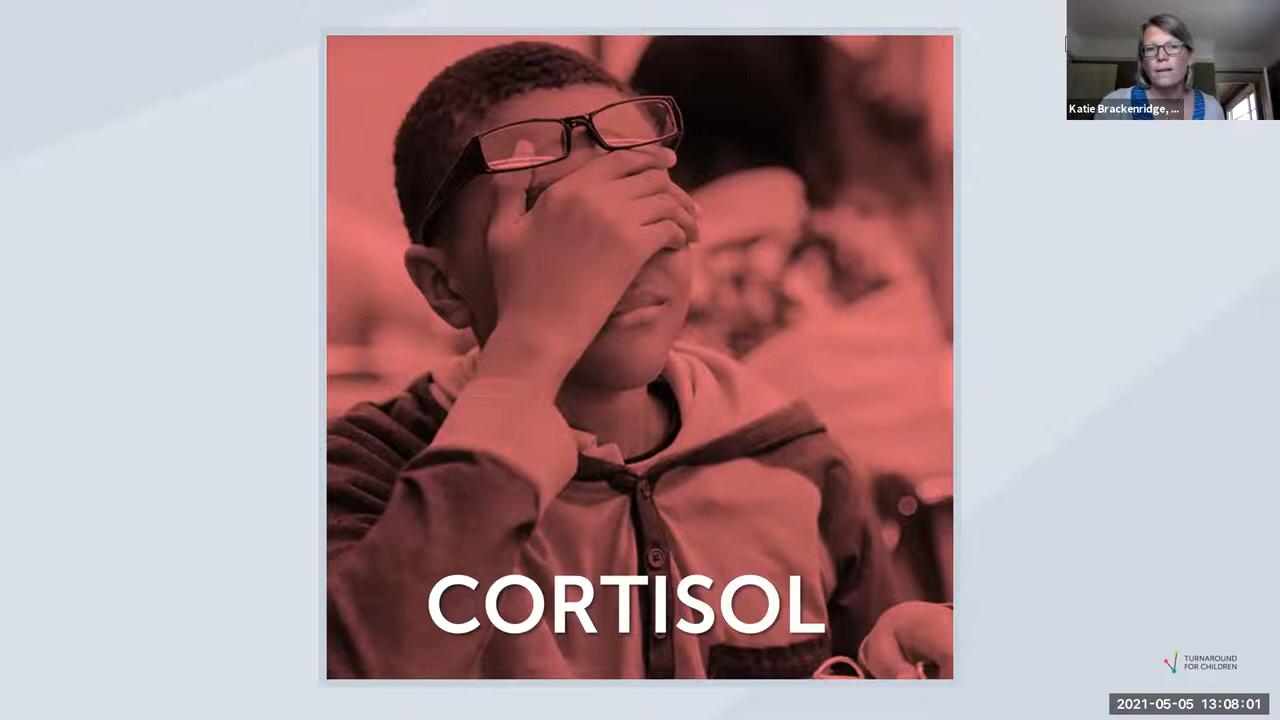 Katie Brackenridge, ...
CORTISOL
TURNAROUND
FOR CHILDREN
2021-05-05 13:08:01